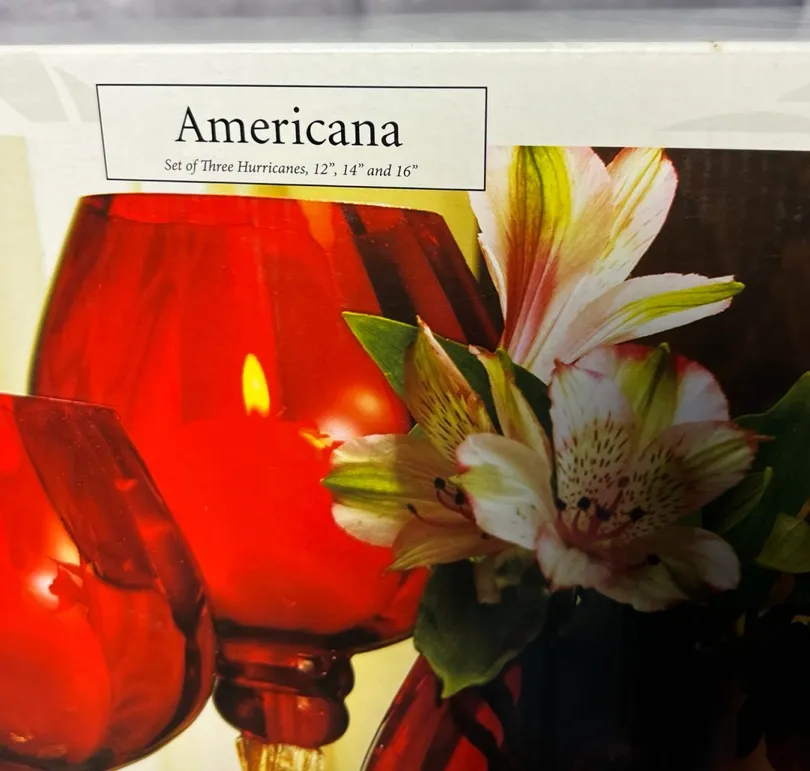 Americana
Set of Three Hurricanes, 12”, 14” and 16”